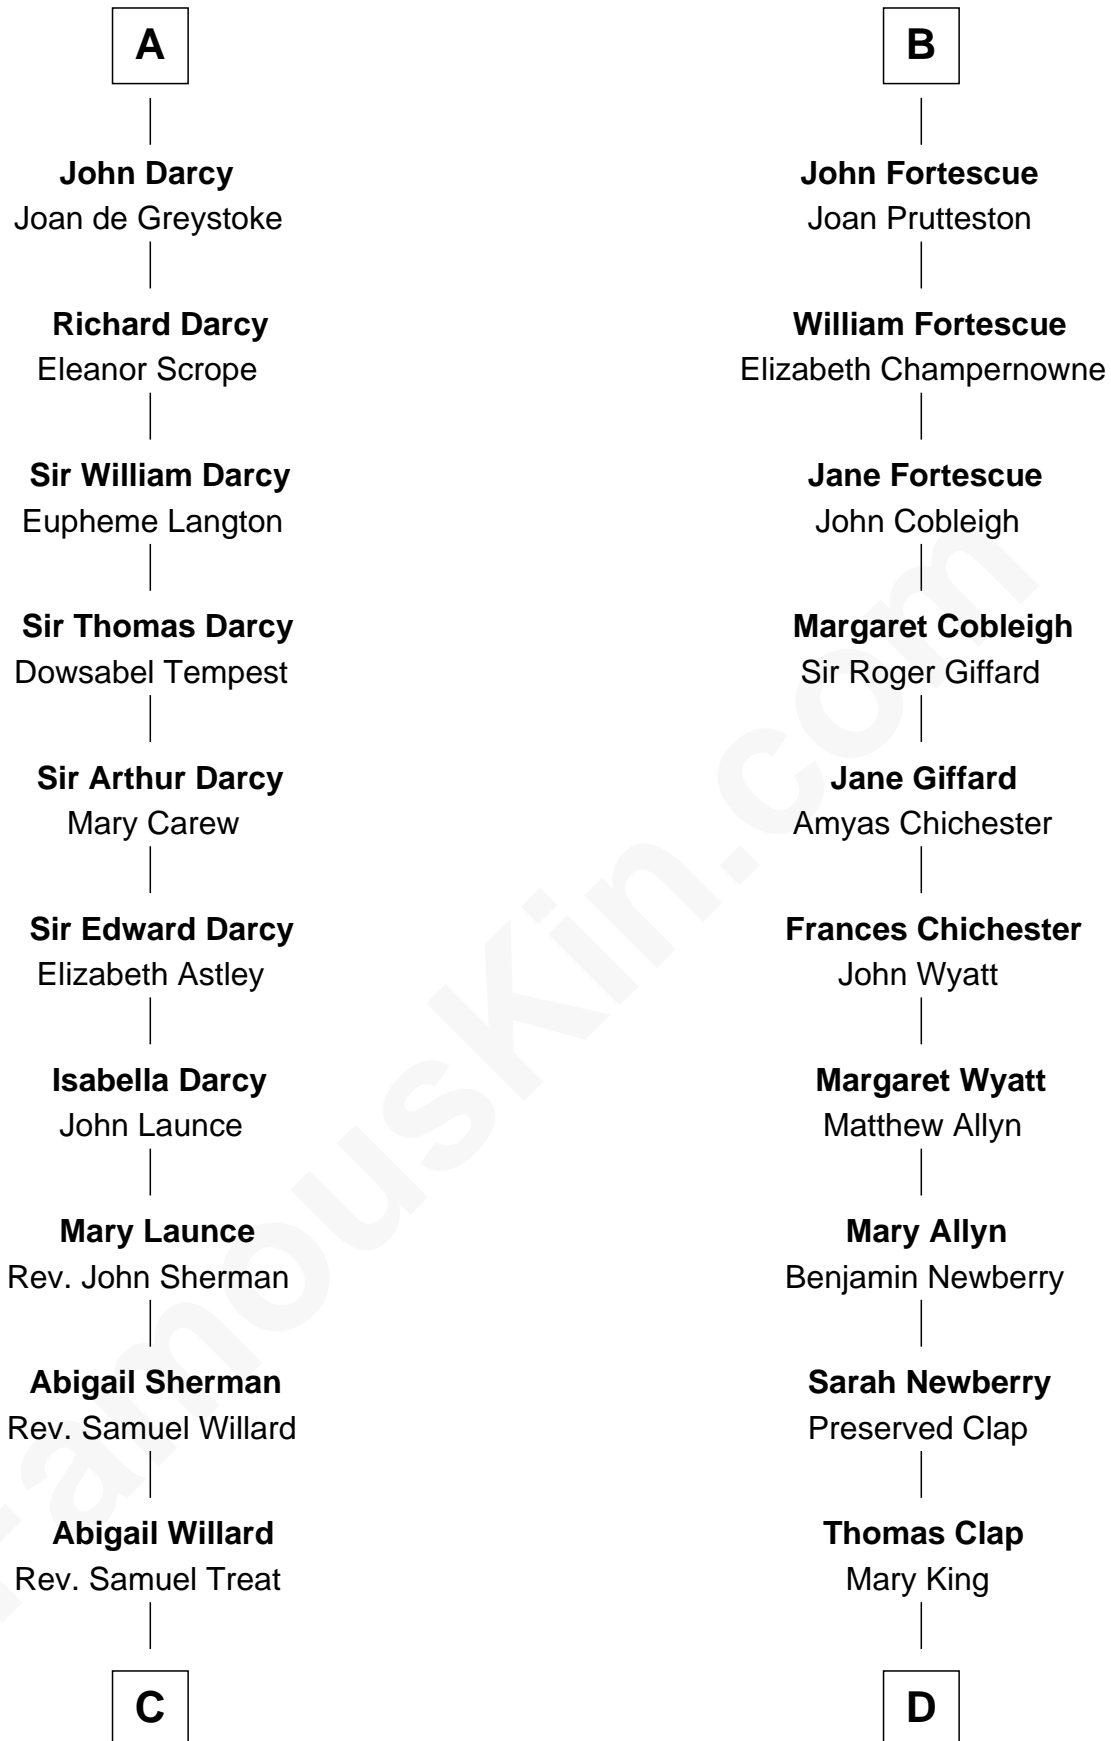 A
John Darcy
Joan de Greystoke
Richard Darcy
Eleanor Scrope
Sir William Darcy
Eupheme Langton
Sir Thomas Darcy
Dowsabel Tempest
Sir Arthur Darcy
Mary Carew
Sir Edward Darcy
Elizabeth Astley
Isabella Darcy
John Launce
Mary Launce
Rev. John Sherman
Abigail Sherman
Rev. Samuel Willard
Abigail Willard
Rev. Samuel Treat
C
B
John Fortescue
Joan Prutteston
William Fortescue
Elizabeth Champernowne
Jane Fortescue
John Cobleigh
Margaret Cobleigh
Sir Roger Giffard
Jane Giffard
Amyas Chichester
Frances Chichester
John Wyatt
Margaret Wyatt
Matthew Allyn
Mary Allyn
Benjamin Newberry
Sarah Newberry
Preserved Clap
Thomas Clap
Mary King
D
FamousKin.com